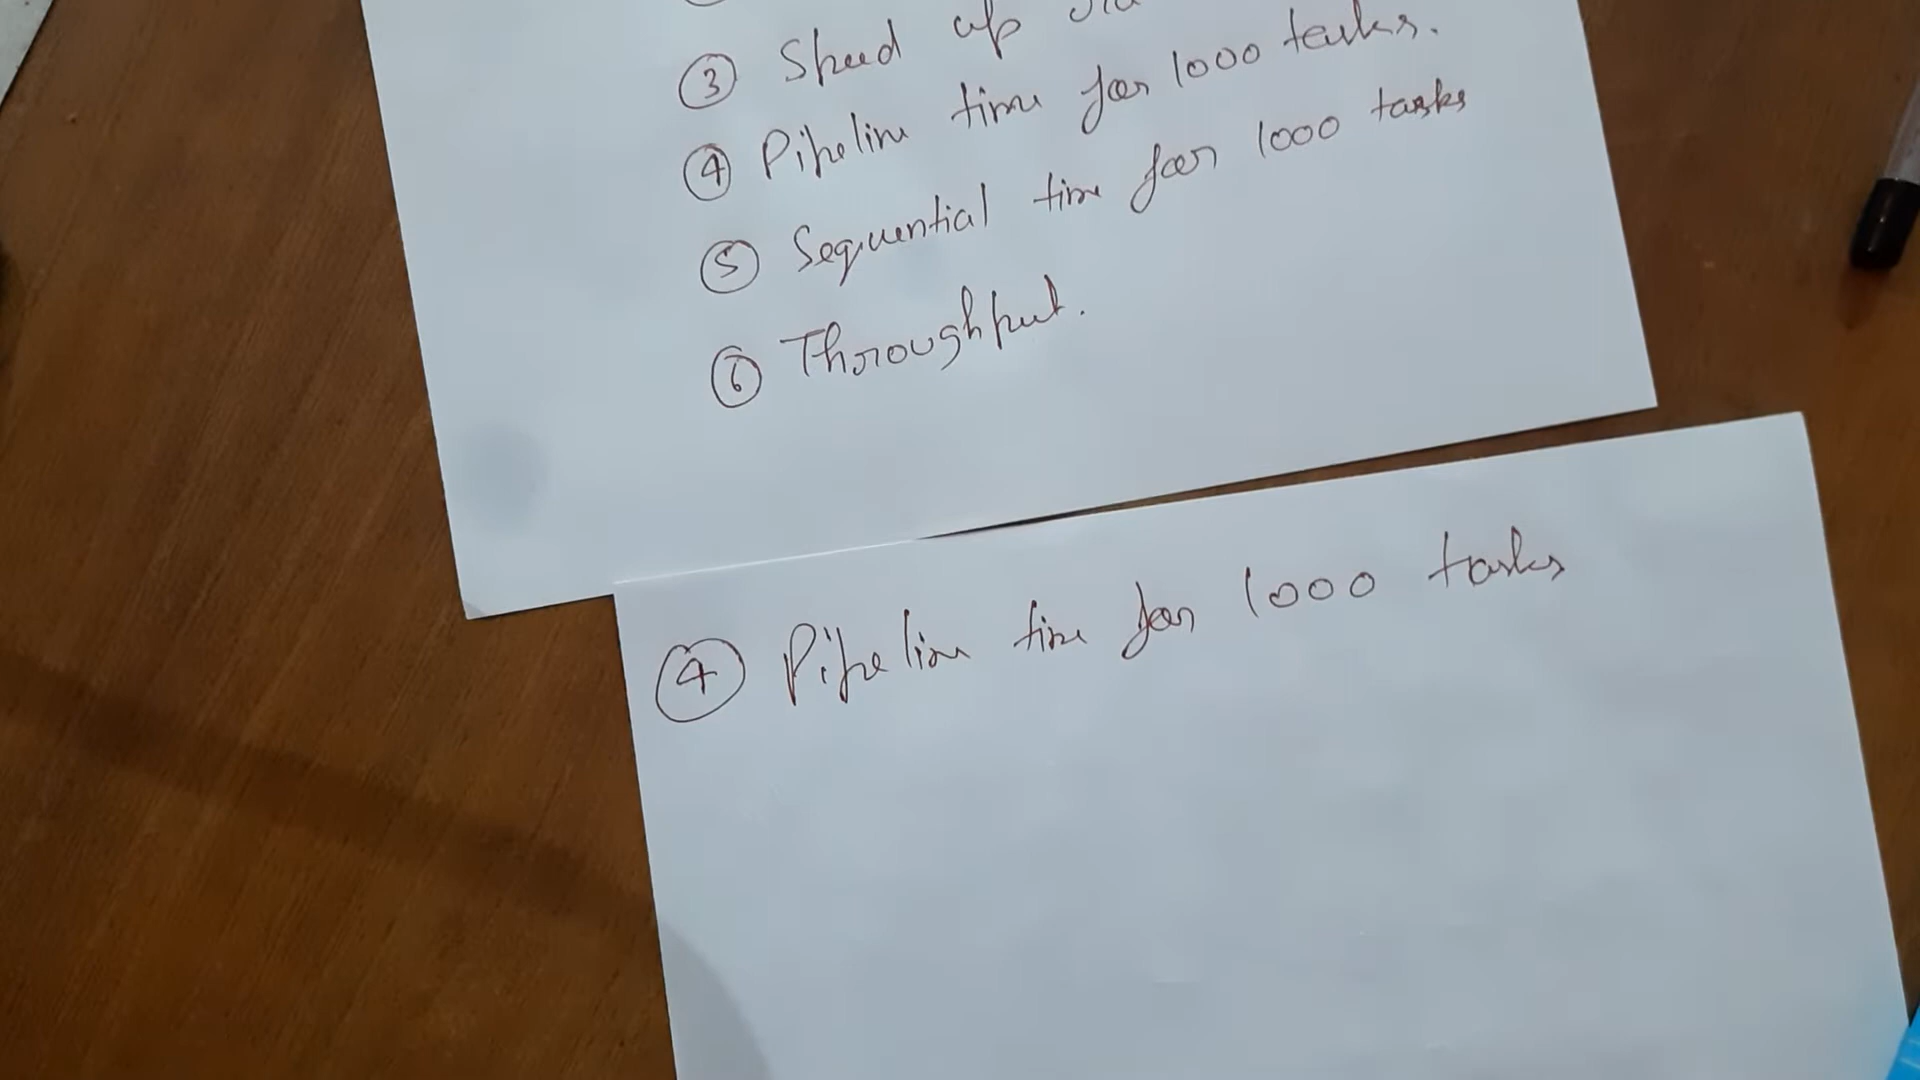 ③ Speed up
④ Pipeline time for 1000 tasks.
⑤ Sequential time for 1000 tasks
⑥ Throughput.
④ Pipeline time for 1000 tasks